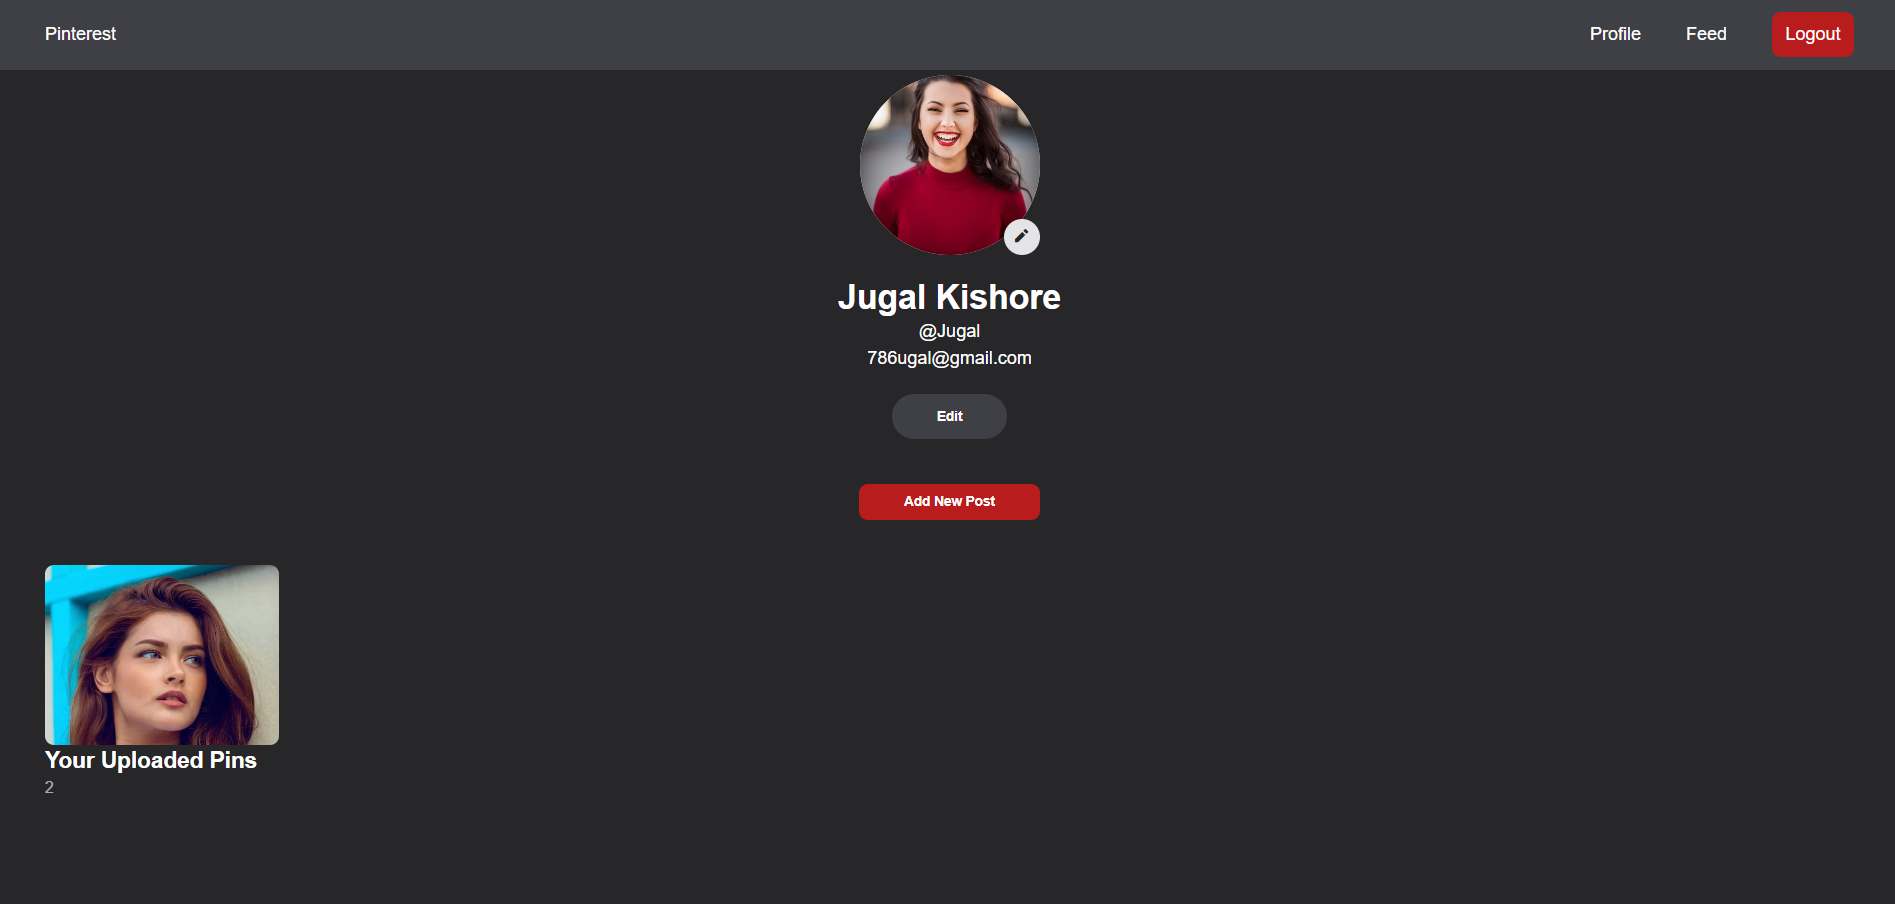 Pinterest
Profile
Feed
Logout
Jugal Kishore
@Jugal
786ugal@gmail.com
Edit
Add New Post
Your Uploaded Pins
2